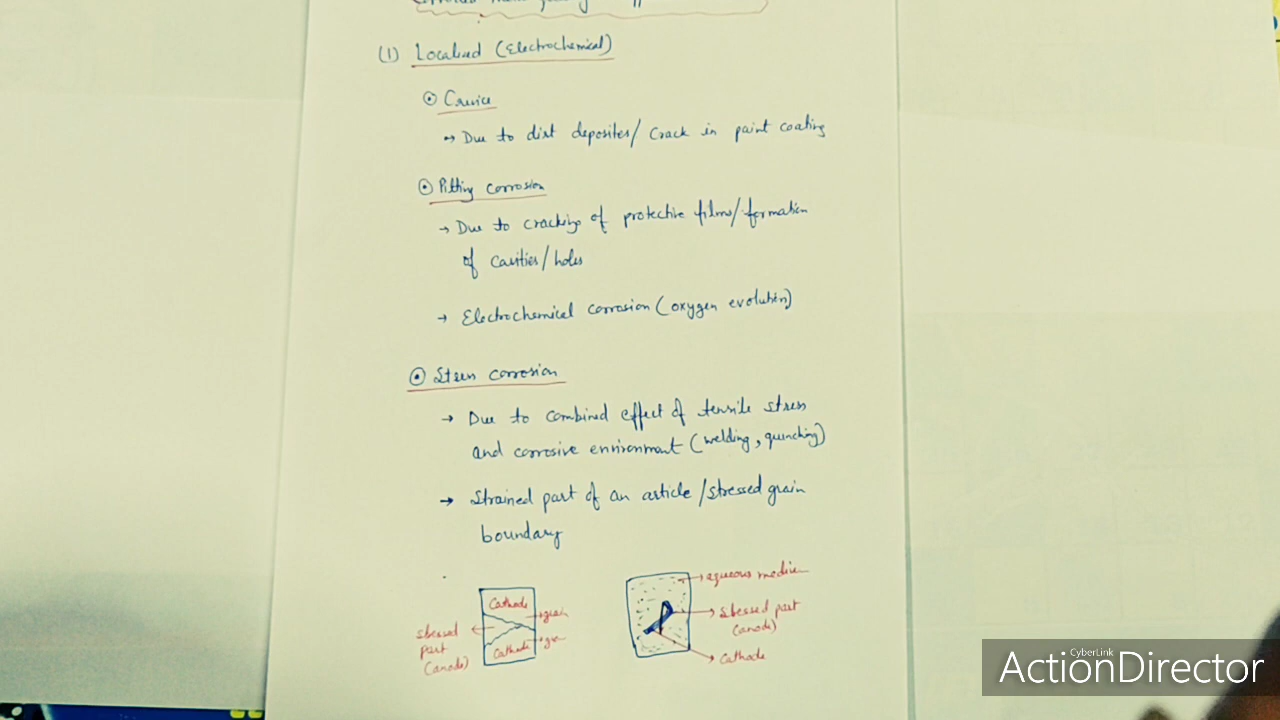 (1) Localised (Electrochemical)
⊙ Crevice
→ Due to dirt deposites/ crack in paint coating
⊙ Pitting corrosion
→ Due to cracking of protective films/formation
of cavities/holes
→ Electrochemical corrosion (oxygen evolution)
⊙ Stress corrosion
→ Due to combined effect of tensile stress
and corrosive environment (welding, quenching)
→ Strained part of an article/stressed grain
boundary
Cathode
→grain
stressed
part
(anode)
Cathode
→aqueous medium
→ stressed part
(anode)
→ cathode
CyberLink
ActionDirector